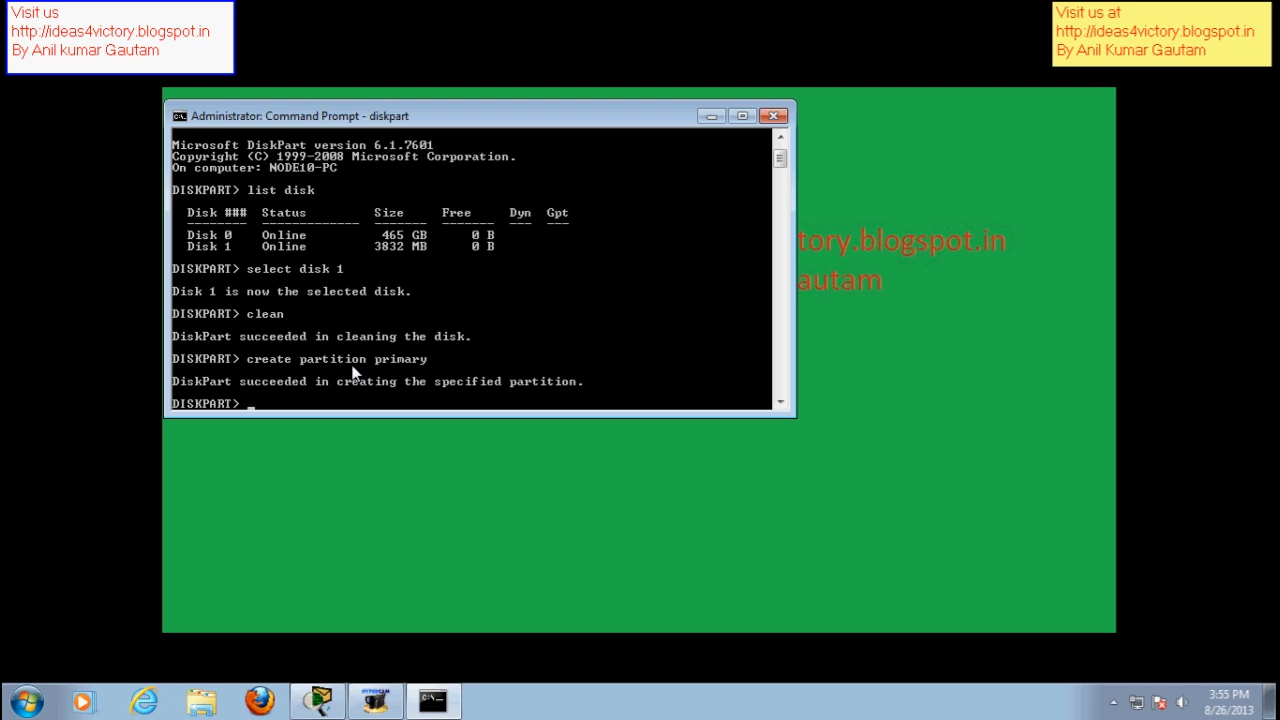 Visit us
http://ideas4victory.blogspot.in
By Anil kumar Gautam
Visit us at
http://ideas4victory.blogspot.in
By Anil Kumar Gautam
Administrator: Command Prompt - diskpart
Microsoft DiskPart version 6.1.7601
Copyright (C) 1999-2008 Microsoft Corporation.
On computer: NODE10-PC
DISKPART> list disk
Disk ### Status Size Free Dyn Gpt
Disk 0 Online 465 GB 0 B
Disk 1 Online 3832 MB 0 B
DISKPART> select disk 1
Disk 1 is now the selected disk.
DISKPART> clean
DiskPart succeeded in cleaning the disk.
DISKPART> create partition primary
DiskPart succeeded in creating the specified partition.
DISKPART>
tory.blogspot.in
autam
HYPERCAM
3:55 PM
8/26/2013